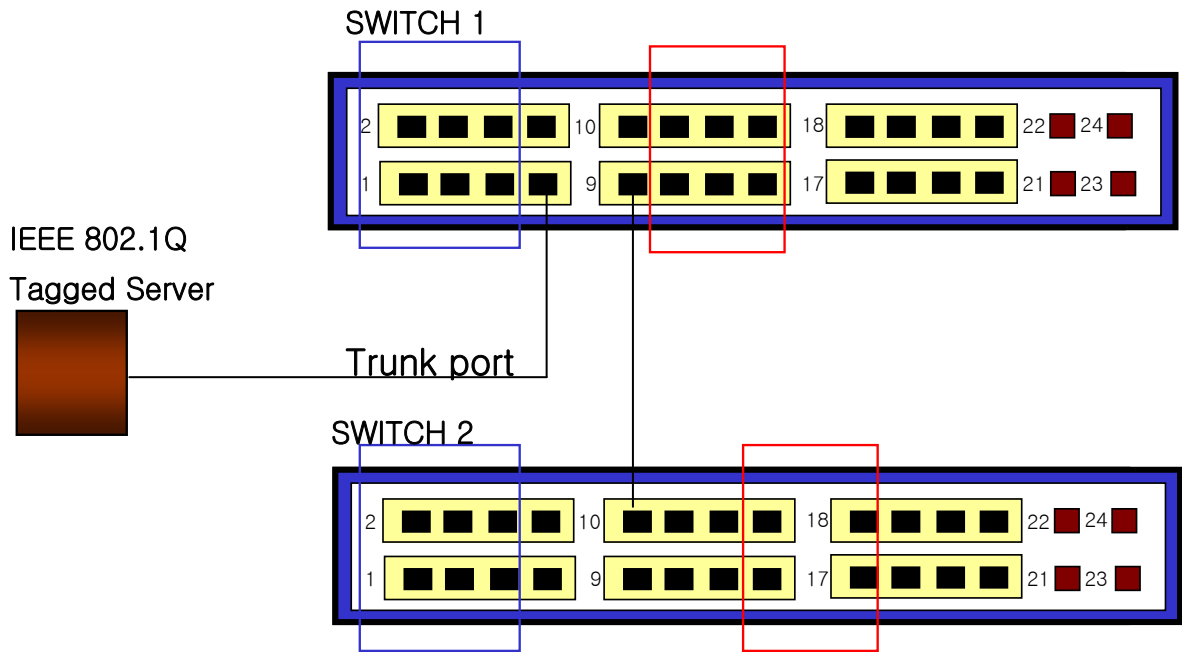 SWITCH 1
2 10 18 22 24
1 9 17 21 23
IEEE 802.1Q
Tagged Server
Trunk port
SWITCH 2
2 10 18 22 24
1 9 17 21 23